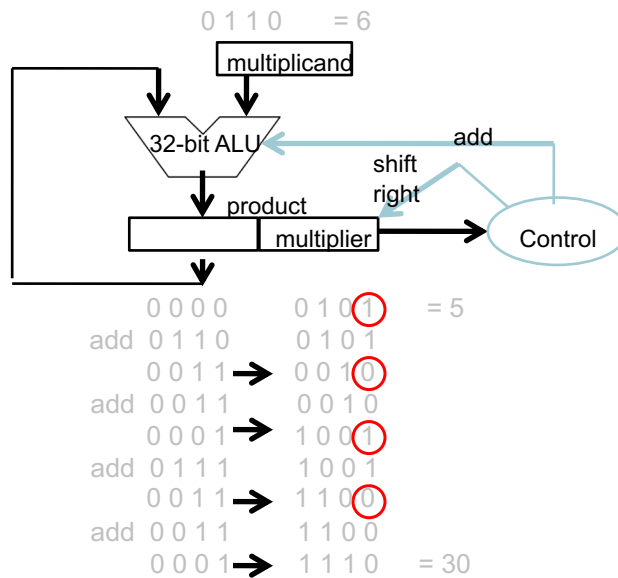 0 1 1 0 = 6
multiplicand
32-bit ALU
add
shift
right
product
multiplier
Control
0 0 0 0 0 1 0 1 = 5
add 0 1 1 0 0 1 0 1
0 0 1 1 0 0 1 0
add 0 0 1 1 0 0 1 0
0 0 0 1 1 0 0 1
add 0 1 1 1 1 0 0 1
0 0 1 1 1 1 0 0
add 0 0 1 1 1 1 0 0
0 0 0 1 1 1 1 0 = 30